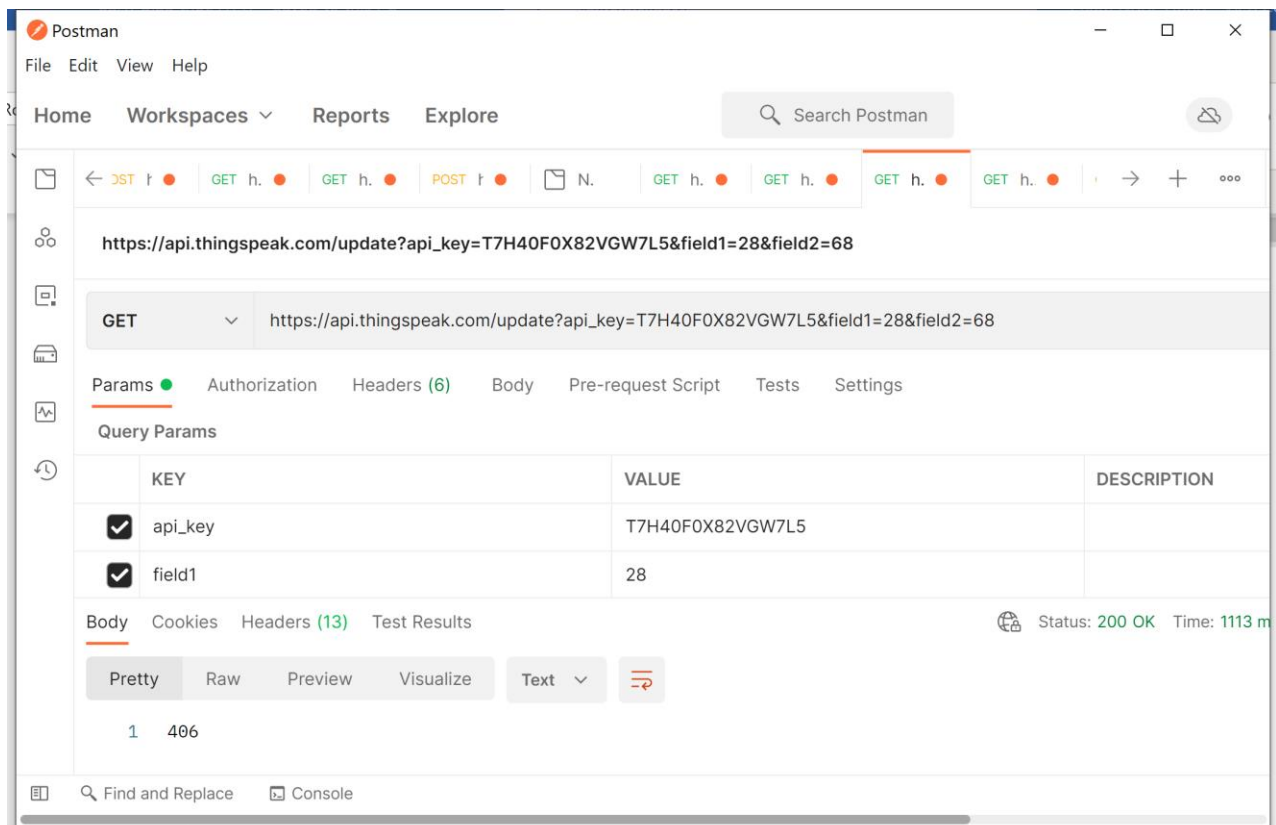 Postman
File Edit View Help
Home Workspaces Reports Explore Search Postman
OST h GET h. GET h. POST h N. GET h. GET h. GET h. GET h.
https://api.thingspeak.com/update?api_key=T7H40F0X82VGW7L5&field1=28&field2=68
GET https://api.thingspeak.com/update?api_key=T7H40F0X82VGW7L5&field1=28&field2=68
Params Authorization Headers (6) Body Pre-request Script Tests Settings
Query Params
KEY VALUE DESCRIPTION
api_key T7H40F0X82VGW7L5
field1 28
Body Cookies Headers (13) Test Results Status: 200 OK Time: 1113 m
Pretty Raw Preview Visualize Text
1 406
Find and Replace Console